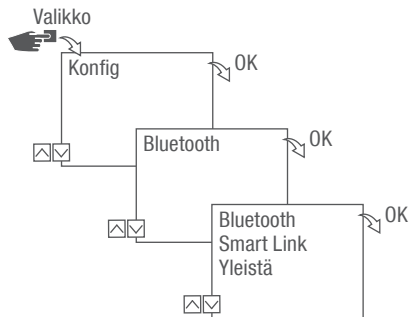 Valikko
Konfig
OK
Bluetooth
OK
Bluetooth
Smart Link
Yleistä
OK